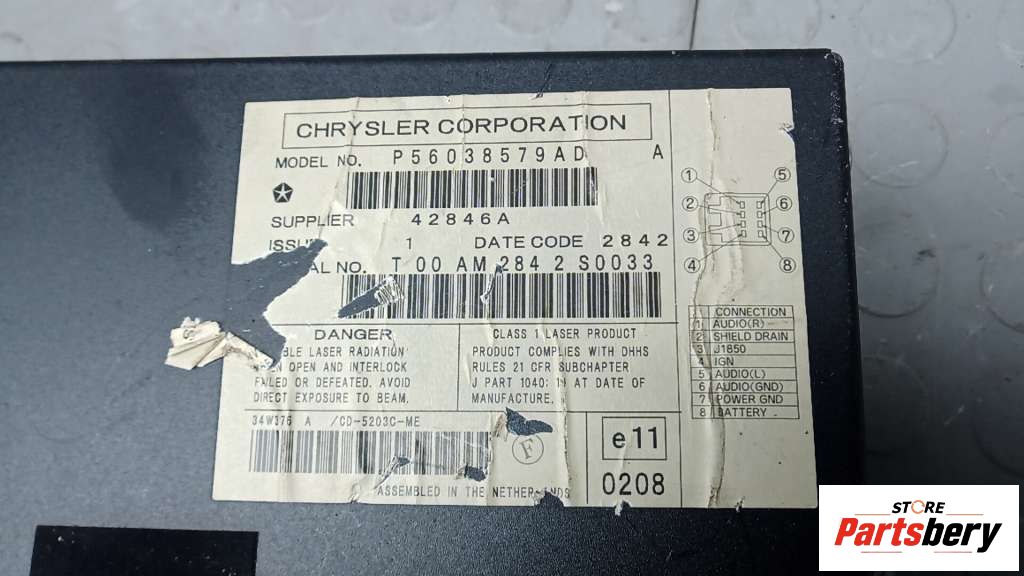 CHRYSLER CORPORATION
MODEL NO. P56038579AD A
SUPPLIER 42846A
1 DATE CODE 2842
NO. T 00 AM 284 2 S0033
DANGER
LASER RADIATION
OPEN AND INTERLOCK
FAILED OR DEFEATED. AVOID
DIRECT EXPOSURE TO BEAM.
CLASS 1 LASER PRODUCT
PRODUCT COMPLIES WITH DHHS
RULES 21 CFR SUBCHAPTER
J PART 1040: AT DATE OF
MANUFACTURE.
34W376 A /CD-5203C-ME
F
e11
0208
ASSEMBLED IN THE NETHERLANDS
1 5
2 6
3 7
4 8
CONNECTION
1 AUDIO(R)
2 SHIELD DRAIN
3 J1850
4 IGN
5 AUDIO(L)
6 AUDIO(GND)
7 POWER GND
8 BATTERY
STORE
Partsbery